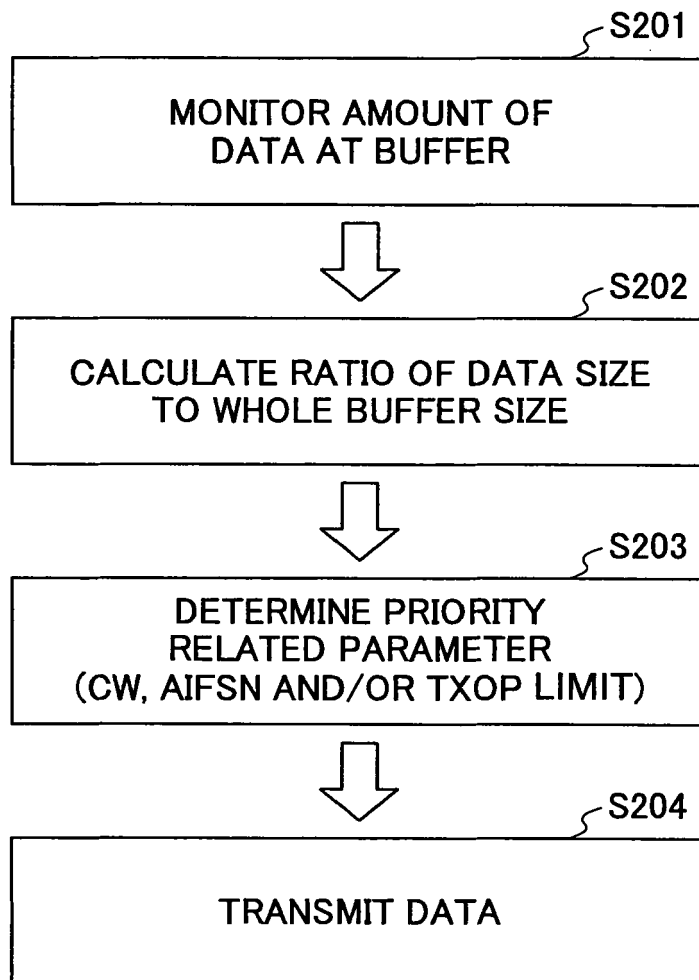 S201
MONITOR AMOUNT OF
DATA AT BUFFER
S202
CALCULATE RATIO OF DATA SIZE
TO WHOLE BUFFER SIZE
S203
DETERMINE PRIORITY
RELATED PARAMETER
(CW, AIFSN AND/OR TXOP LIMIT)
S204
TRANSMIT DATA